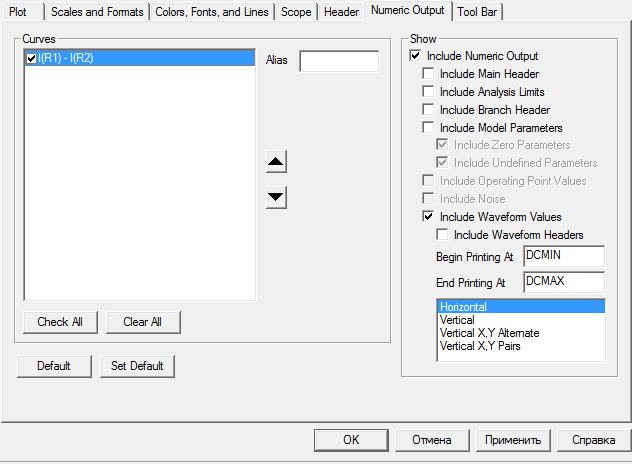 Plot Scales and Formats Colors, Fonts, and Lines Scope Header Numeric Output Tool Bar
Curves
I(R1) - I(R2)
Alias
Check All Clear All
Default Set Default
Show
Include Numeric Output
Include Main Header
Include Analysis Limits
Include Branch Header
Include Model Parameters
Include Zero Parameters
Include Undefined Parameters
Include Operating Point Values
Include Noise
Include Waveform Values
Include Waveform Headers
Begin Printing At DCMIN
End Printing At DCMAX
Horizontal
Vertical
Vertical X,Y Alternate
Vertical X,Y Pairs
OK Отмена Применить Справка